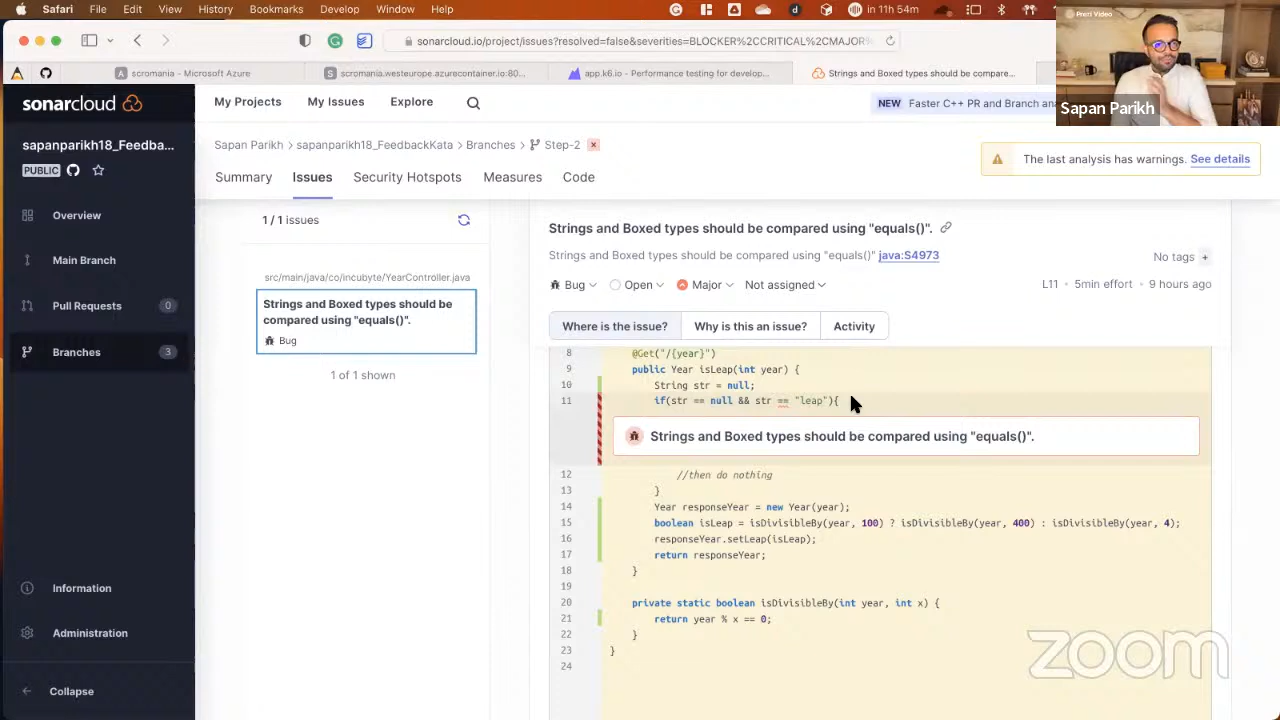 in 11h 54m
Preri Video
sonarcloud.io/project/issues?resolved=false&severities=BLOCKER%2CCRITICAL%2CMAJOR%
scromania - Microsoft Azure
scromania.westeurope.azurecontainer.io:80...
app.k6.io - Performance testing for develop...
Strings and Boxed types should be compare...
Sapan Parikh
sonarcloud
My Projects
My Issues
Explore
NEW Faster C++ PR and Branch ana
sapanparikh18_Feedba...
PUBLIC
Sapan Parikh > sapanparikh18_FeedbackKata > Branches > Step-2
The last analysis has warnings. See details
Summary
Issues
Security Hotspots
Measures
Code
Overview
Main Branch
Pull Requests 0
Branches 3
Information
Administration
Collapse
1 / 1 issues
src/main/java/co/incubyte/YearController.java
Strings and Boxed types should be
compared using "equals()".
Bug
1 of 1 shown
Strings and Boxed types should be compared using "equals()".
Strings and Boxed types should be compared using "equals()" java:S4973
No tags +
Bug Open Major Not assigned
L11 • 5min effort • 9 hours ago
Where is the issue?
Why is this an issue?
Activity
8 @Get("/{year}")
9 public Year isLeap(int year) {
10 String str = null;
11 if(str == null && str == "leap"){
Strings and Boxed types should be compared using "equals()".
12 //then do nothing
13 }
14 Year responseYear = new Year(year);
15 boolean isLeap = isDivisibleBy(year, 100) ? isDivisibleBy(year, 400) : isDivisibleBy(year, 4);
16 responseYear.setLeap(isLeap);
17 return responseYear;
18 }
19
20 private static boolean isDivisibleBy(int year, int x) {
21 return year % x == 0;
22 }
23 }
24
zoom